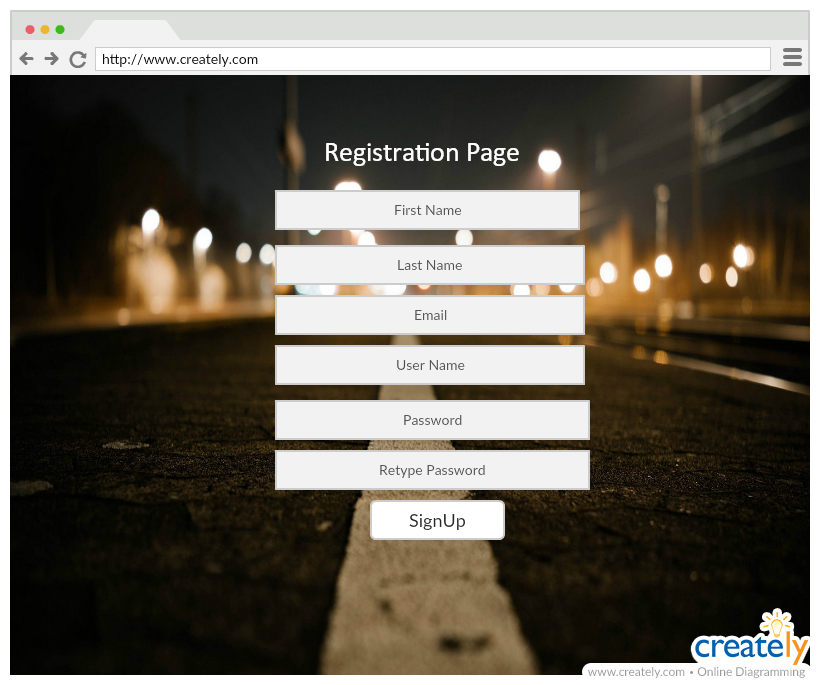 http://www.creately.com
Registration Page
First Name
Last Name
Email
User Name
Password
Retype Password
SignUp
creately
www.creately.com • Online Diagramming